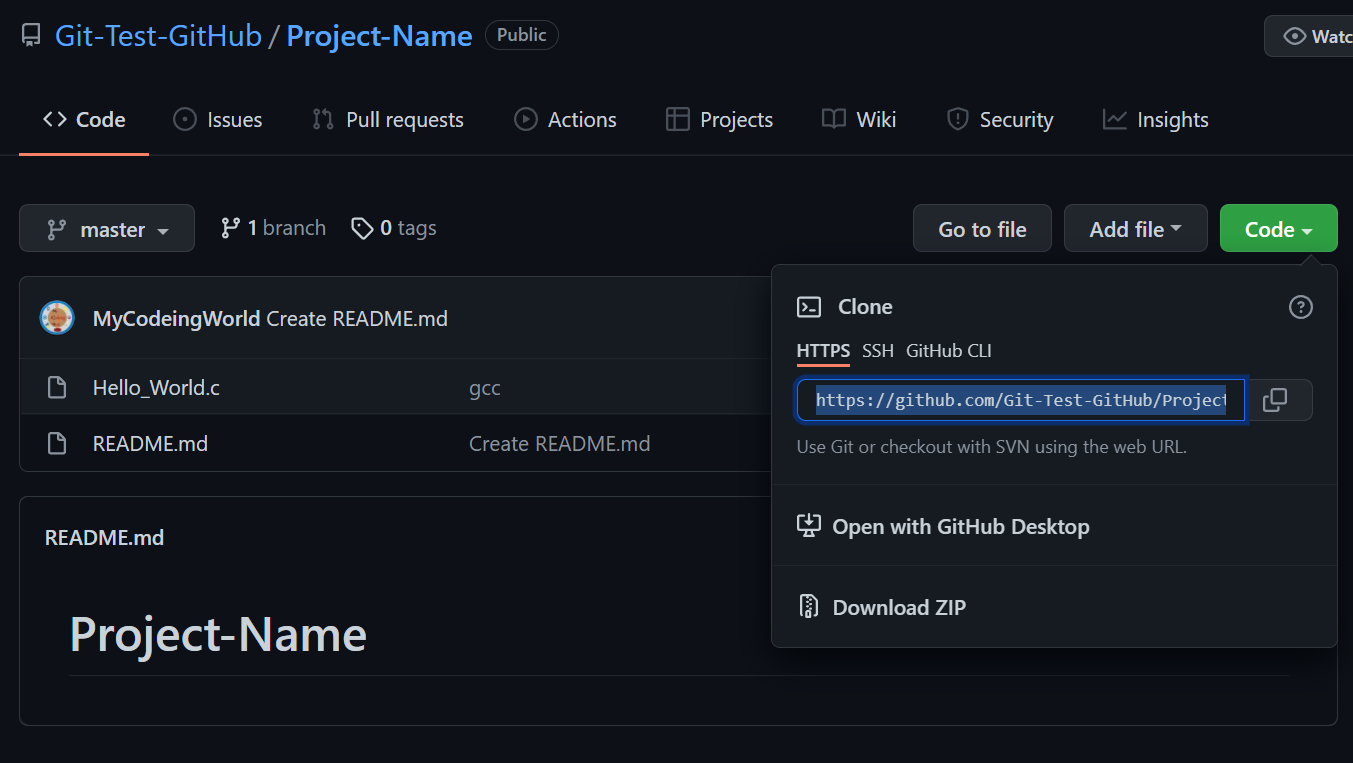 Git-Test-GitHub / Project-Name Public
Watc
Code Issues Pull requests Actions Projects Wiki Security Insights
master 1 branch 0 tags Go to file Add file Code
MyCodeingWorld Create README.md
Hello_World.c gcc
README.md Create README.md
Clone
HTTPS SSH GitHub CLI
https://github.com/Git-Test-GitHub/Project
Use Git or checkout with SVN using the web URL.
Open with GitHub Desktop
Download ZIP
README.md
Project-Name